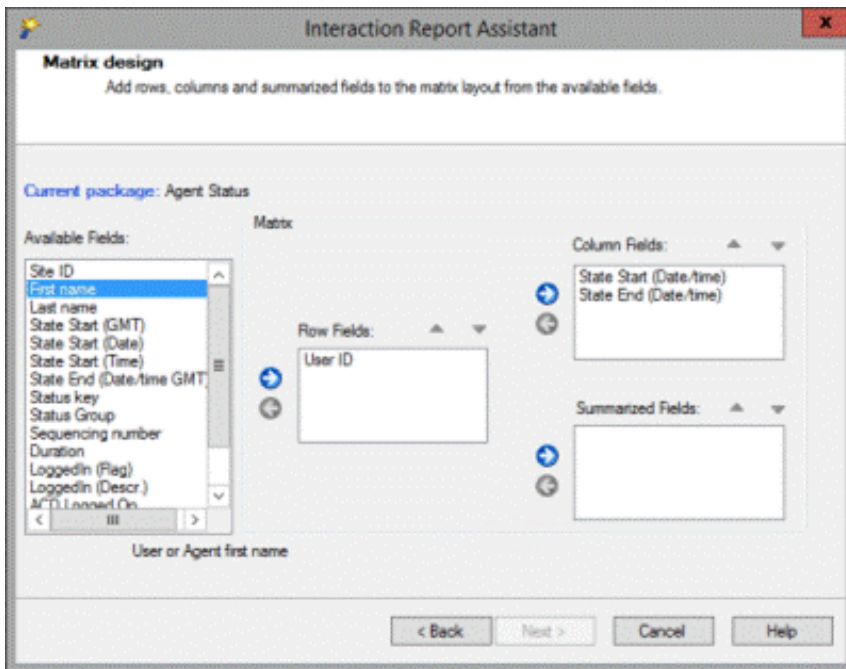 Interaction Report Assistant
x
Matrix design
Add rows, columns and summarized fields to the matrix layout from the available fields.
Current package: Agent Status
Available Fields:
Site ID
First name
Last name
State Start (GMT)
State Start (Date)
State Start (Time)
State End (Date/time GMT)
Status key
Status Group
Sequencing number
Duration
LoggedIn (Flag)
LoggedIn (Descr.)
ACD Logged On
User or Agent first name
Matrix
Row Fields:
User ID
Column Fields:
State Start (Date/time)
State End (Date/time)
Summarized Fields:
< Back
Next >
Cancel
Help